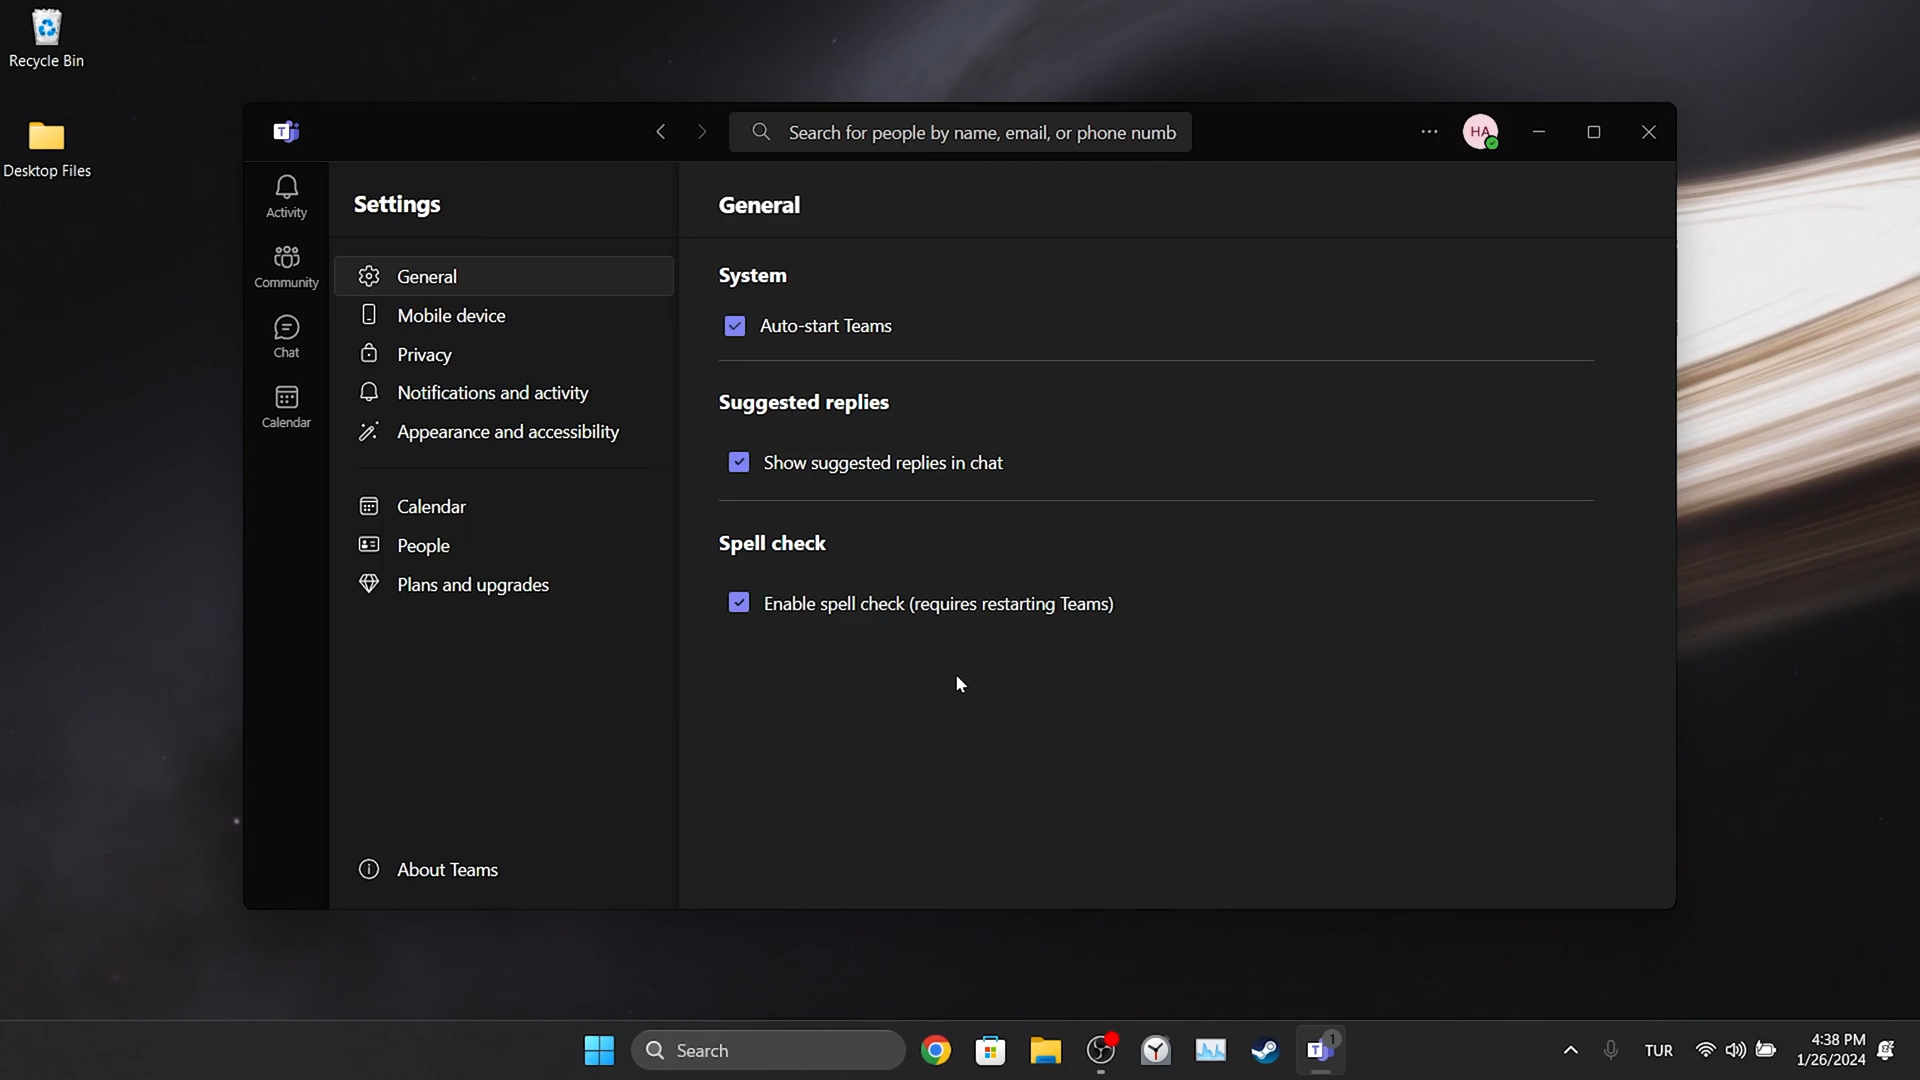 Recycle Bin
Desktop Files
Search for people by name, email, or phone numb
HA
Activity
Community
Chat
Calendar
Settings
General
Mobile device
Privacy
Notifications and activity
Appearance and accessibility
Calendar
People
Plans and upgrades
About Teams
General
System
Auto-start Teams
Suggested replies
Show suggested replies in chat
Spell check
Enable spell check (requires restarting Teams)
Search
1
TUR
4:38 PM
1/26/2024